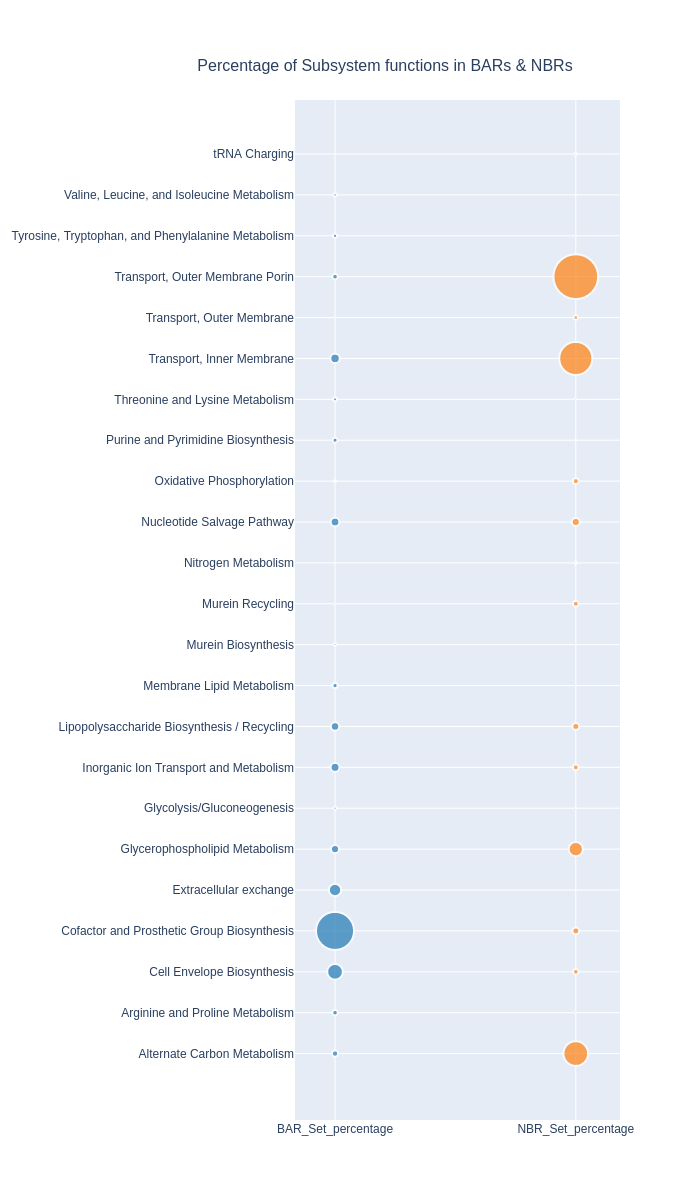 Percentage of Subsystem functions in BARs & NBRs
tRNA Charging
Valine, Leucine, and Isoleucine Metabolism
Tyrosine, Tryptophan, and Phenylalanine Metabolism
Transport, Outer Membrane Porin
Transport, Outer Membrane
Transport, Inner Membrane
Threonine and Lysine Metabolism
Purine and Pyrimidine Biosynthesis
Oxidative Phosphorylation
Nucleotide Salvage Pathway
Nitrogen Metabolism
Murein Recycling
Murein Biosynthesis
Membrane Lipid Metabolism
Lipopolysaccharide Biosynthesis / Recycling
Inorganic Ion Transport and Metabolism
Glycolysis/Gluconeogenesis
Glycerophospholipid Metabolism
Extracellular exchange
Cofactor and Prosthetic Group Biosynthesis
Cell Envelope Biosynthesis
Arginine and Proline Metabolism
Alternate Carbon Metabolism
BAR_Set_percentage
NBR_Set_percentage